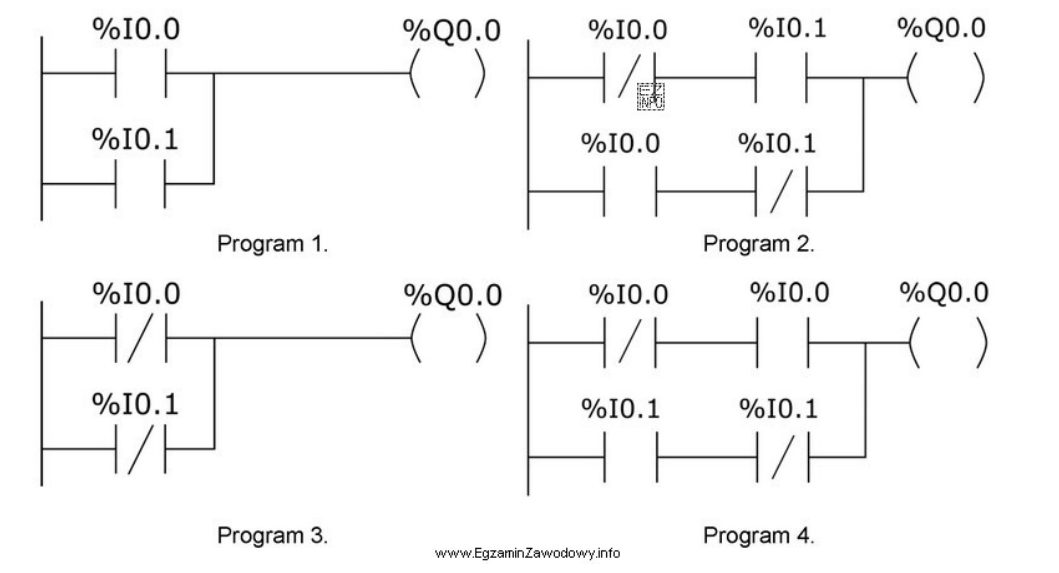 %I0.0 %Q0.0 %I0.0 %I0.1 %Q0.0
%I0.1 %I0.0 %I0.1
Program 1. Program 2.
%I0.0 %Q0.0 %I0.0 %I0.0 %Q0.0
%I0.1 %I0.1 %I0.1
Program 3. Program 4.
www.EgzaminZawodowy.info